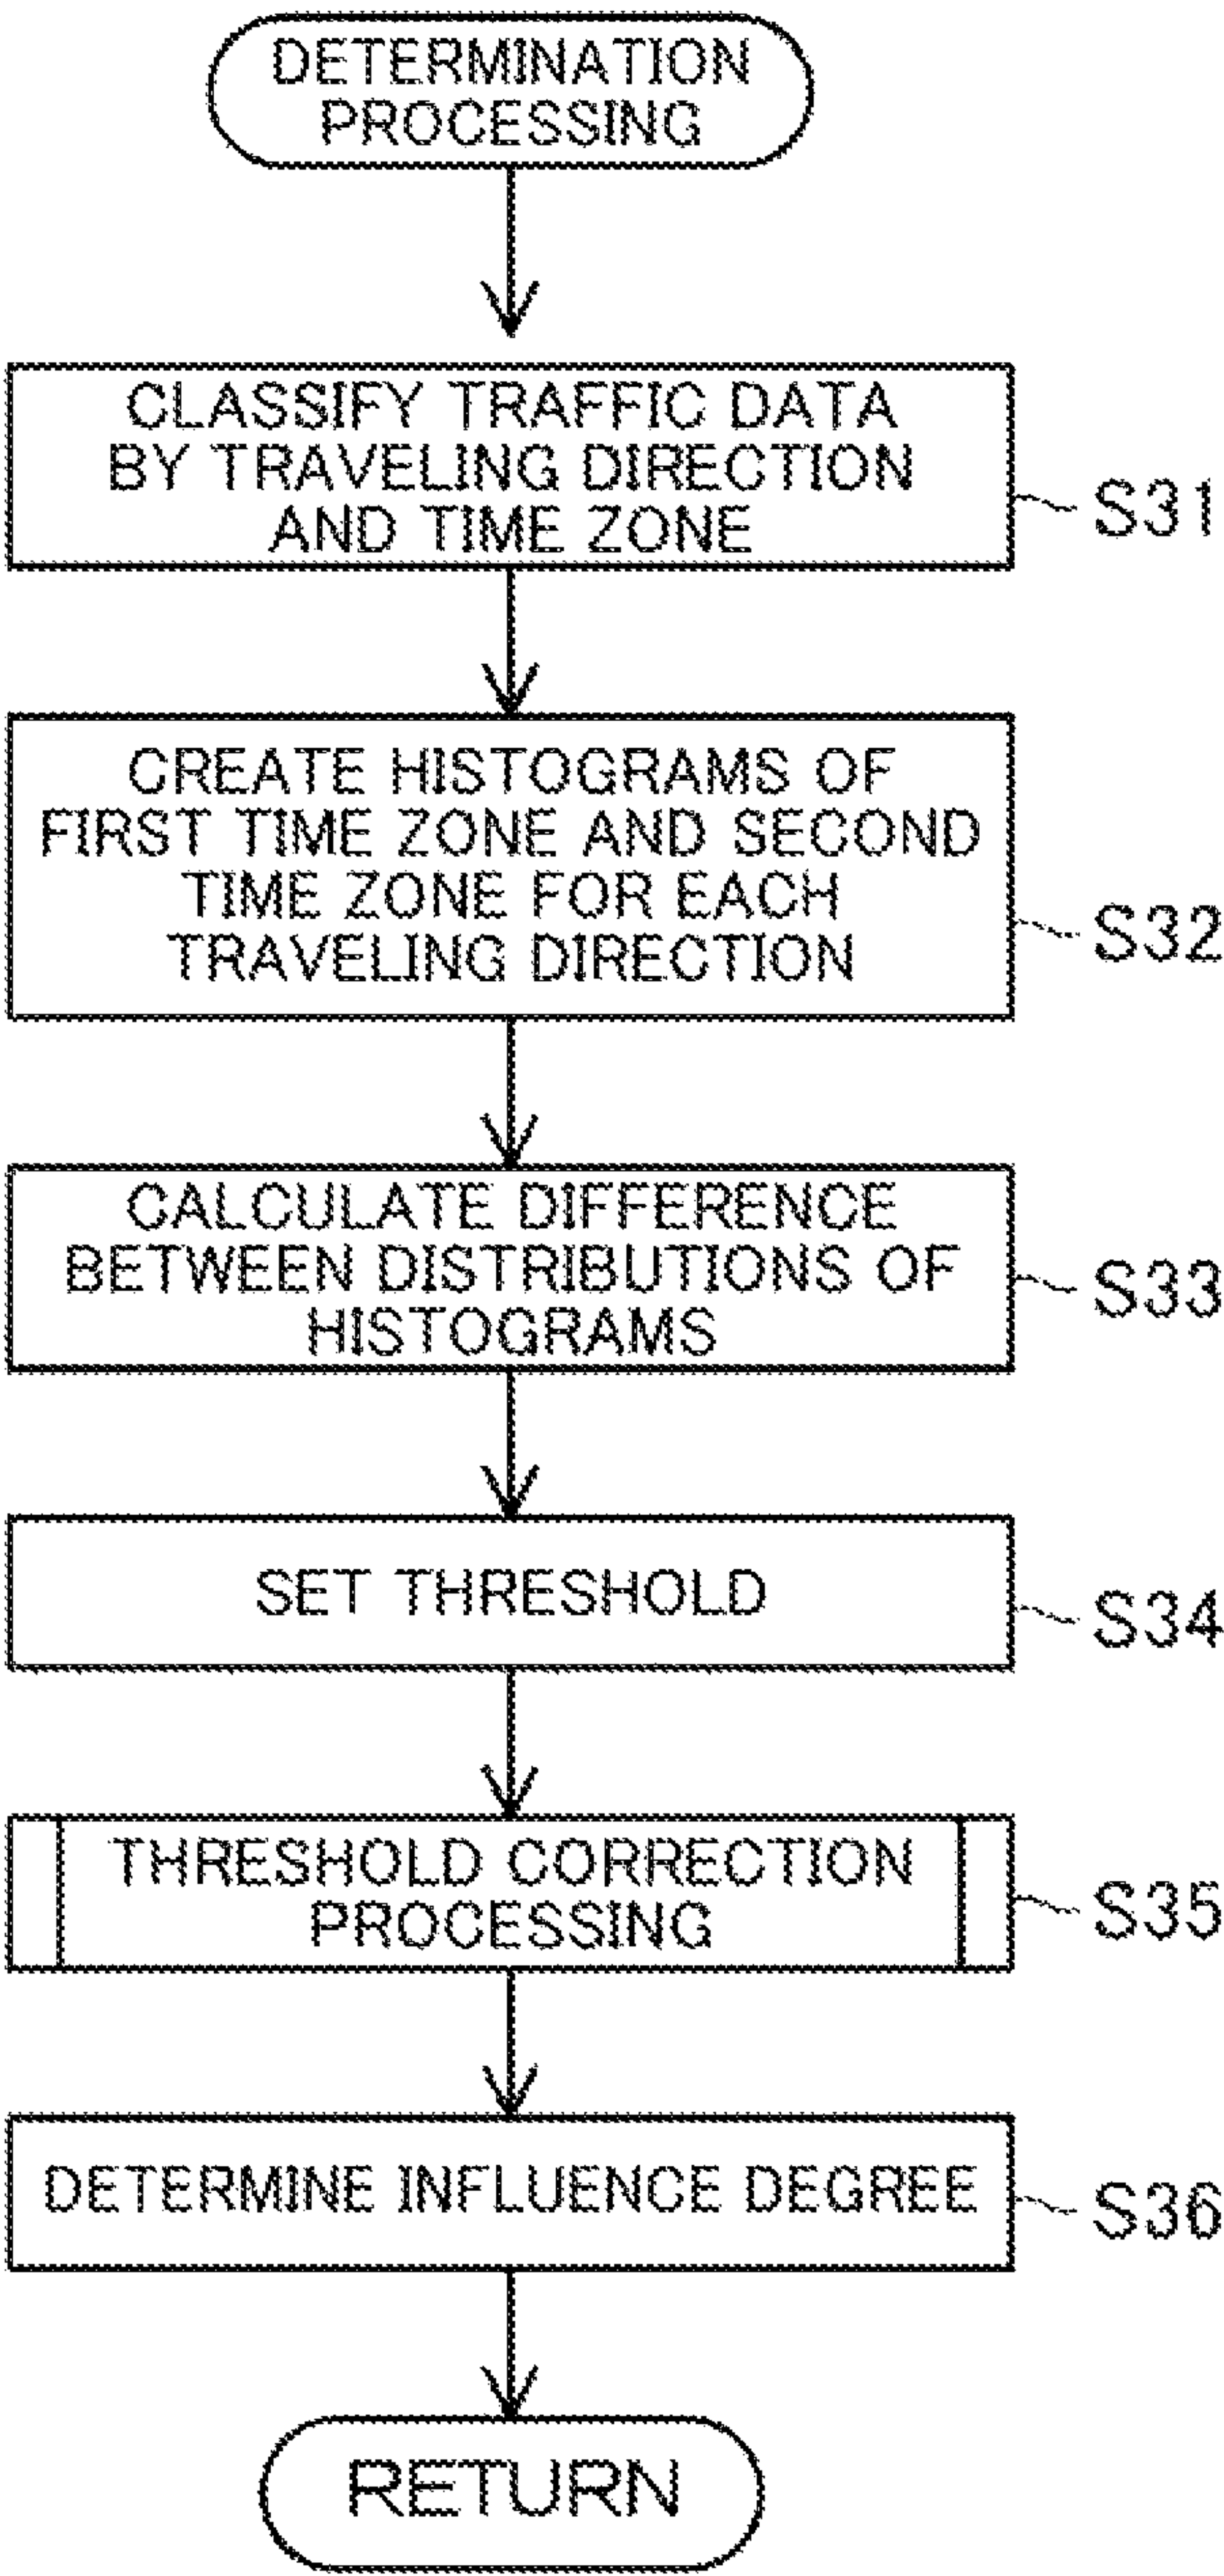 DETERMINATION
PROCESSING
CLASSIFY TRAFFIC DATA
BY TRAVELING DIRECTION
AND TIME ZONE
S31
CREATE HISTOGRAMS OF
FIRST TIME ZONE AND SECOND
TIME ZONE FOR EACH
TRAVELING DIRECTION
S32
CALCULATE DIFFERENCE
BETWEEN DISTRIBUTIONS OF
HISTOGRAMS
S33
SET THRESHOLD
S34
THRESHOLD CORRECTION
PROCESSING
S35
DETERMINE INFLUENCE DEGREE
S36
RETURN